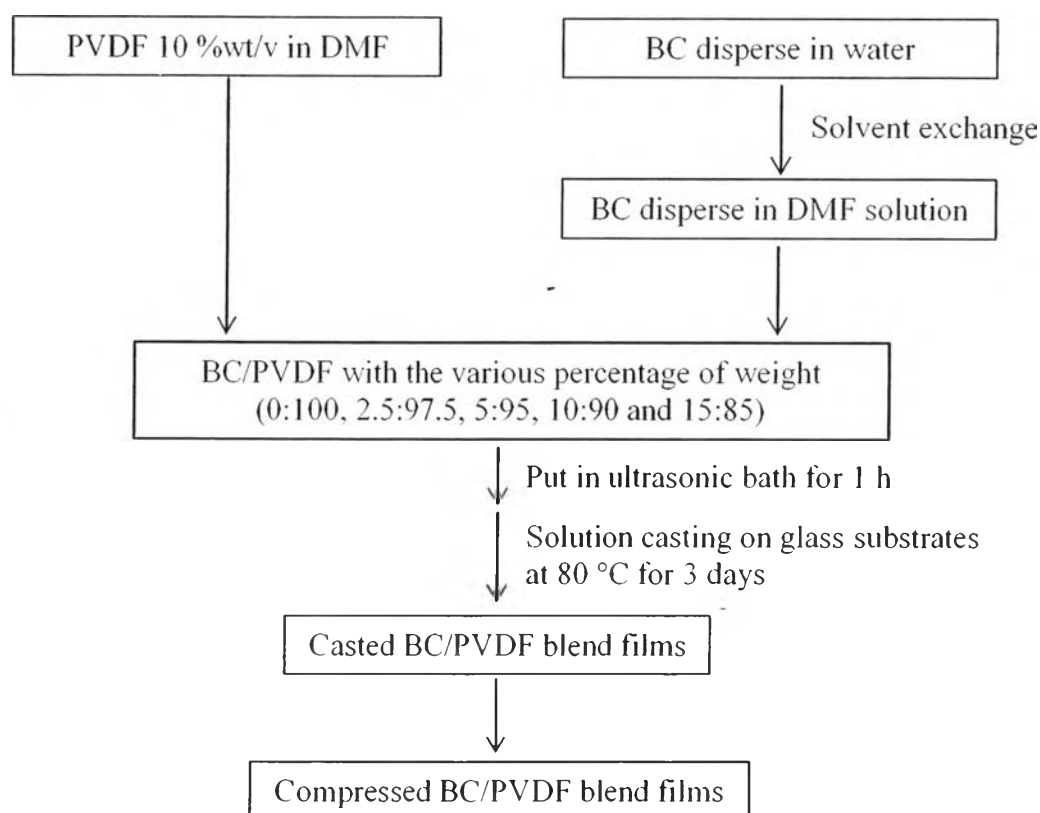 PVDF 10 %wt/v in DMF
BC disperse in water
Solvent exchange
BC disperse in DMF solution
BC/PVDF with the various percentage of weight
(0:100, 2.5:97.5, 5:95, 10:90 and 15:85)
Put in ultrasonic bath for 1 h
Solution casting on glass substrates
at 80 °C for 3 days
Casted BC/PVDF blend films
Compressed BC/PVDF blend films